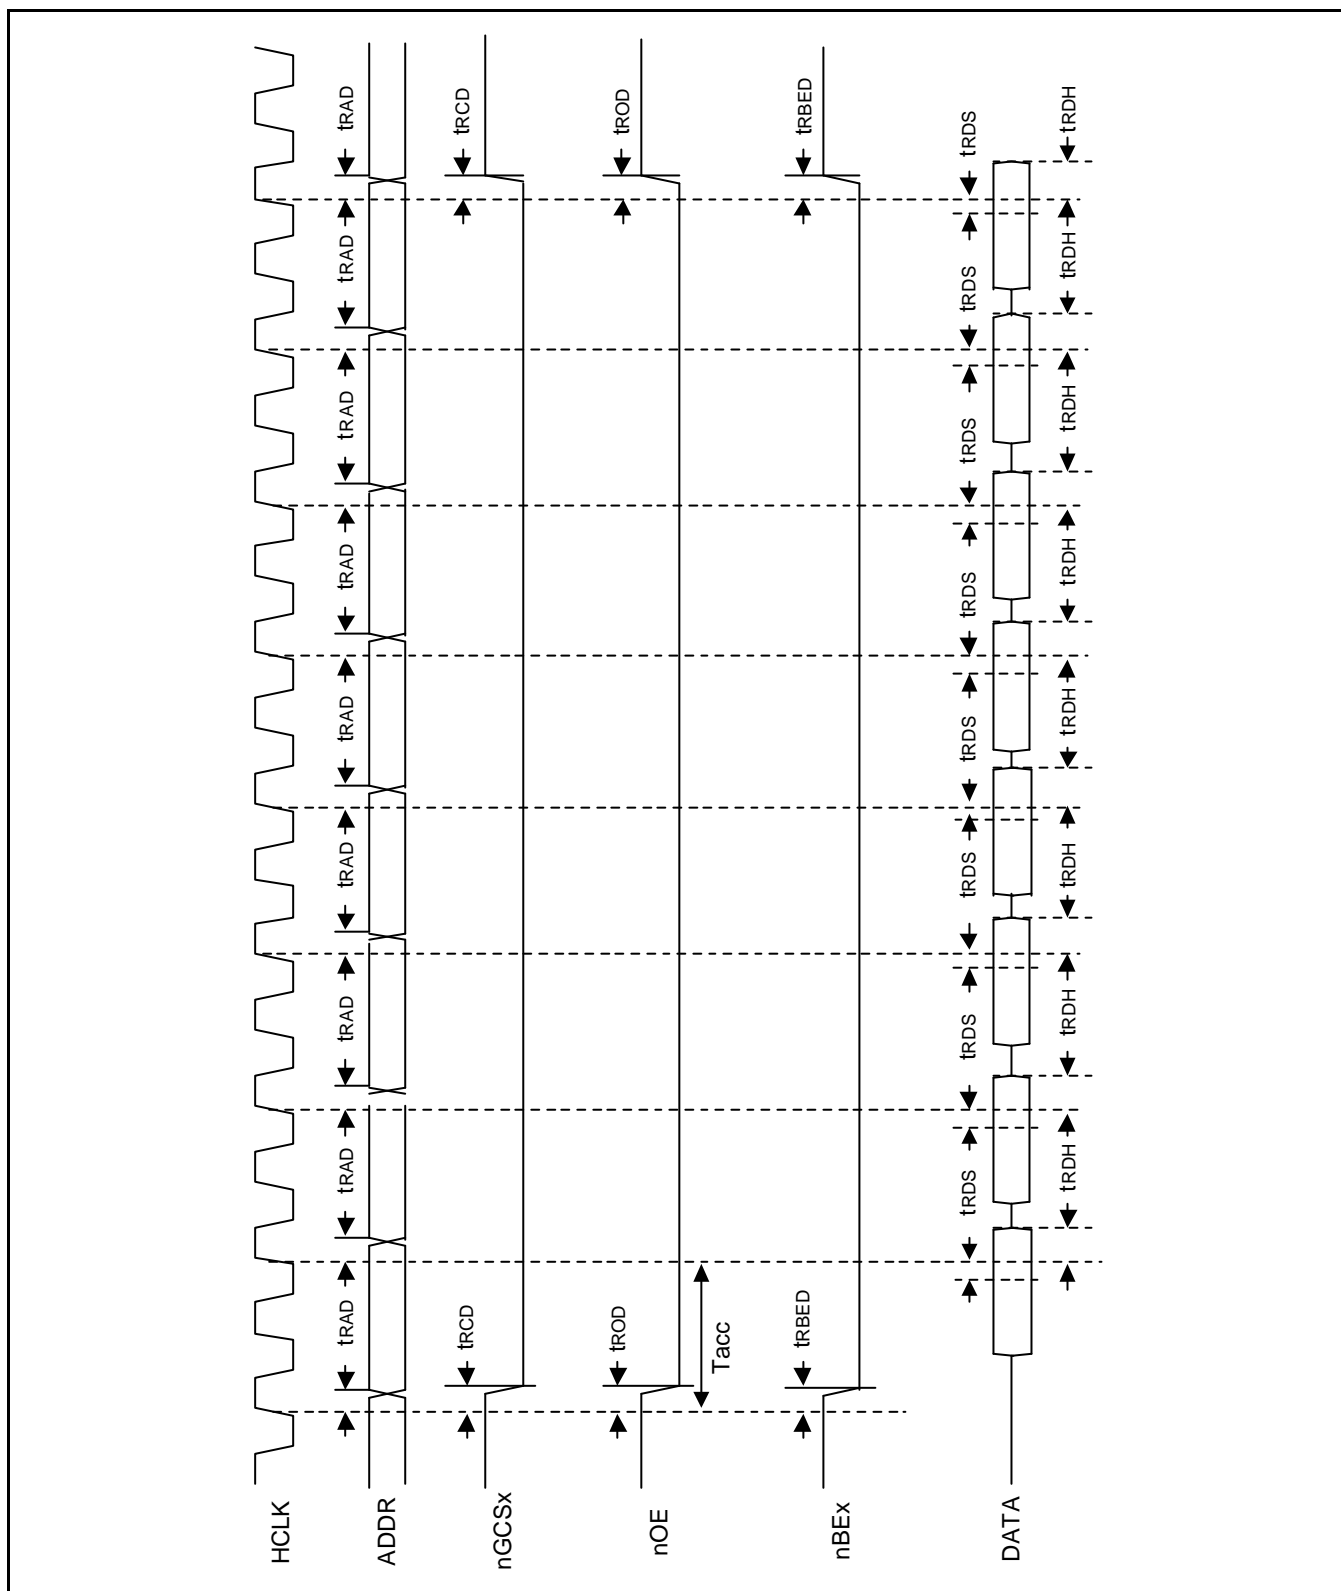 HCLK
tRAD tRAD tRAD tRAD tRAD tRAD tRAD tRAD tRAD
ADDR
tRCD tRCD
nGCSx
tROD tROD
nOE
Tacc
tRBED tRBED
nBEx
tRDS tRDS tRDS tRDS tRDS tRDS tRDS tRDS
DATA
tRDH tRDH tRDH tRDH tRDH tRDH tRDH tRDH